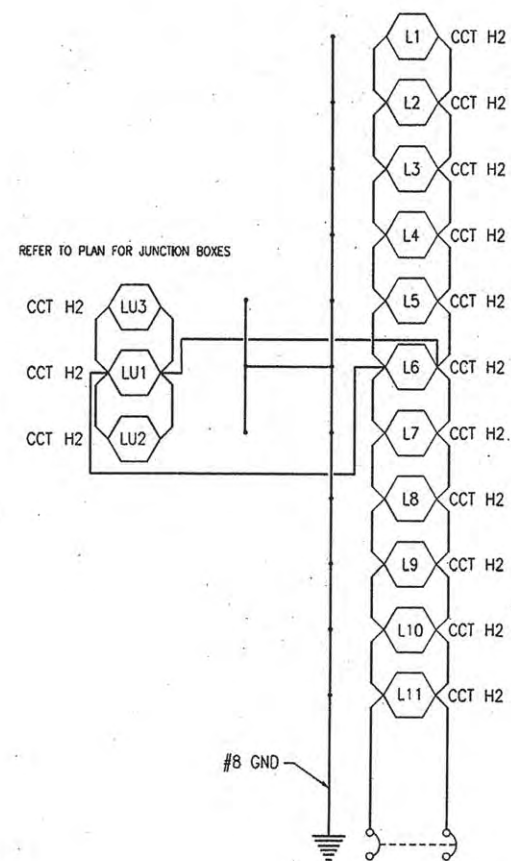 L1 CCT H2
L2 CCT H2
L3 CCT H2
L4 CCT H2
REFER TO PLAN FOR JUNCTION BOXES
CCT H2 LU3
L5 CCT H2
CCT H2 LU1
L6 CCT H2
CCT H2 LU2
L7 CCT H2
L8 CCT H2
L9 CCT H2
L10 CCT H2
L11 CCT H2
#8 GND